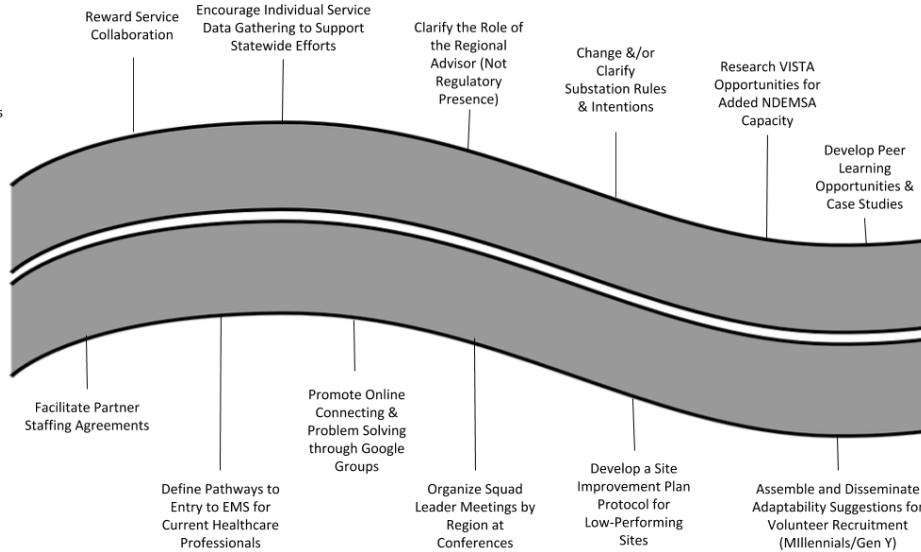 Reward Service
Collaboration
Encourage Individual Service
Data Gathering to Support
Statewide Efforts
Clarify the Role of
the Regional
Advisor (Not
Regulatory
Presence)
Change &/or
Clarify
Substation Rules
& Intentions
Research VISTA
Opportunities for
Added NDEMSA
Capacity
Develop Peer
Learning
Opportunities &
Case Studies
Facilitate Partner
Staffing Agreements
Define Pathways to
Entry to EMS for
Current Healthcare
Professionals
Promote Online
Connecting &
Problem Solving
through Google
Groups
Organize Squad
Leader Meetings by
Region at
Conferences
Develop a Site
Improvement Plan
Protocol for
Low-Performing
Sites
Assemble and Disseminate
Adaptability Suggestions for
Volunteer Recruitment
(MIllennials/Gen Y)